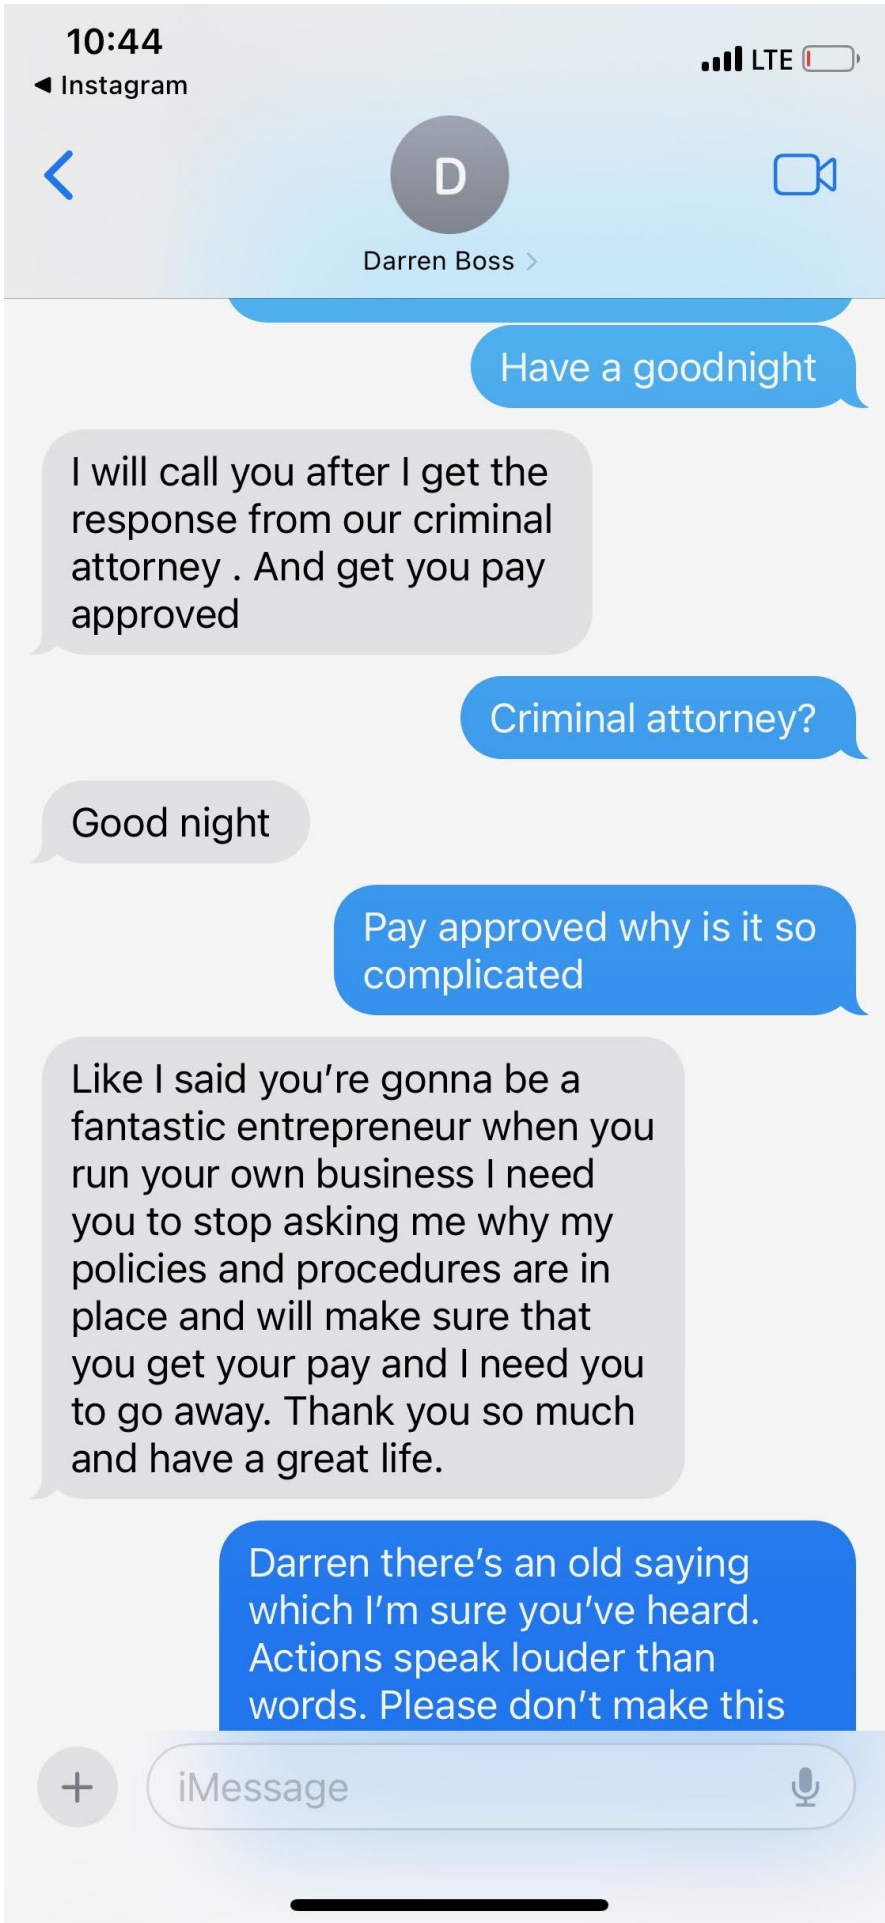 10:44
LTE
◀ Instagram
D
Darren Boss >
Have a goodnight
I will call you after I get the
response from our criminal
attorney . And get you pay
approved
Criminal attorney?
Good night
Pay approved why is it so
complicated
Like I said you’re gonna be a
fantastic entrepreneur when you
run your own business I need
you to stop asking me why my
policies and procedures are in
place and will make sure that
you get your pay and I need you
to go away. Thank you so much
and have a great life.
Darren there’s an old saying
which I’m sure you’ve heard.
Actions speak louder than
words. Please don’t make this
iMessage